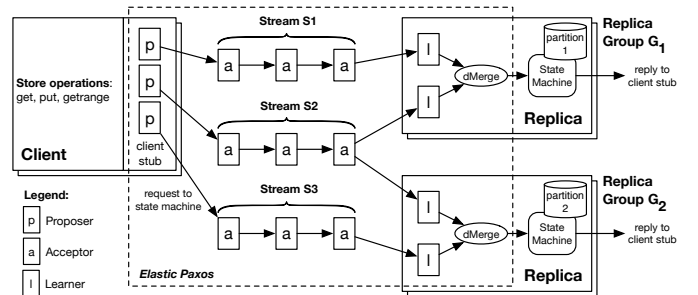 Stream S1
Replica
Group G1
partition
1
p
a
a
a
l
dMerge
State
Machine
reply to
client stub
Store operations:
get, put, getrange
p
l
Stream S2
p
Client
client
stub
a
a
a
Replica
request to
state machine
Stream S3
Replica
Group G2
partition
2
Legend:
p
Proposer
a
Acceptor
l
Learner
a
a
a
l
dMerge
State
Machine
reply to
client stub
l
Elastic Paxos
Replica